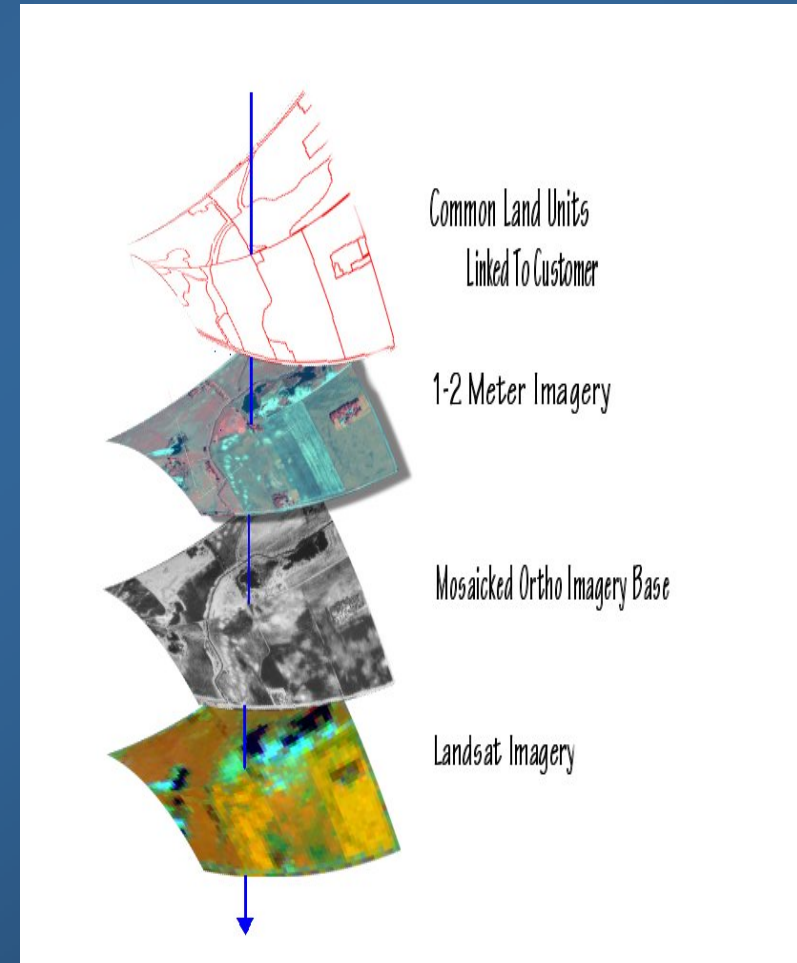 Common Land Units
Linked To Customer
1-2 Meter Imagery
Mosaicked Ortho Imagery Base
Landsat Imagery